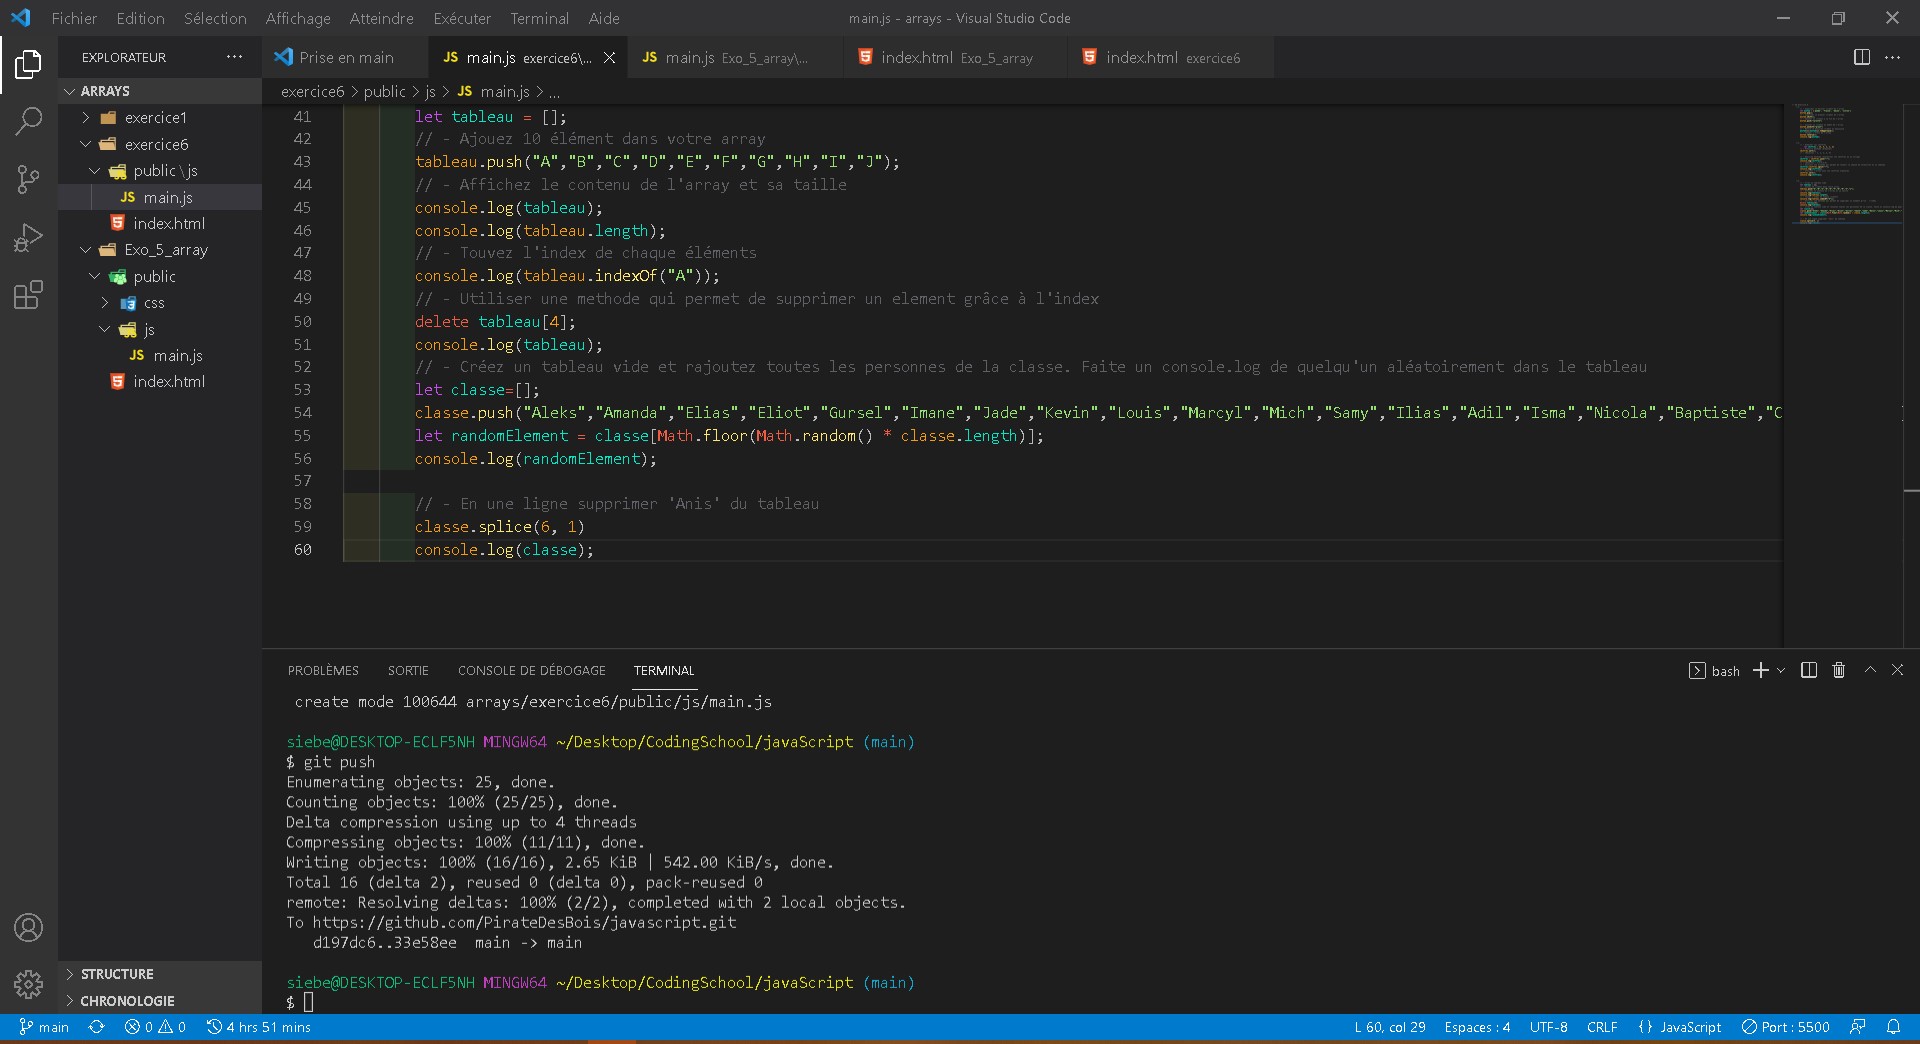 Fichier Edition Sélection Affichage Atteindre Exécuter Terminal Aide
main.js - arrays - Visual Studio Code
EXPLORATEUR
Prise en main
JS main.js exercice6\...
JS main.js Exo_5_array\...
index.html Exo_5_array
index.html exercice6
ARRAYS
exercice1
exercice6
public\js
JS main.js
index.html
Exo_5_array
public
css
js
JS main.js
index.html
STRUCTURE
CHRONOLOGIE
exercice6 > public > js > JS main.js > ...
41 let tableau = [];
42 // - Ajouez 10 élément dans votre array
43 tableau.push("A","B","C","D","E","F","G","H","I","J");
44 // - Affichez le contenu de l'array et sa taille
45 console.log(tableau);
46 console.log(tableau.length);
47 // - Touvez l'index de chaque éléments
48 console.log(tableau.indexOf("A"));
49 // - Utiliser une methode qui permet de supprimer un element grâce à l'index
50 delete tableau[4];
51 console.log(tableau);
52 // - Créez un tableau vide et rajoutez toutes les personnes de la classe. Faite un console.log de quelqu'un aléatoirement dans le tableau
53 let classe=[];
54 classe.push("Aleks","Amanda","Elias","Eliot","Gursel","Imane","Jade","Kevin","Louis","Marcyl","Mich","Samy","Ilias","Adil","Isma","Nicola","Baptiste","C
55 let randomElement = classe[Math.floor(Math.random() * classe.length)];
56 console.log(randomElement);
57
58 // - En une ligne supprimer 'Anis' du tableau
59 classe.splice(6, 1)
60 console.log(classe);
PROBLÈMES SORTIE CONSOLE DE DÉBOGAGE TERMINAL
bash
create mode 100644 arrays/exercice6/public/js/main.js
siebe@DESKTOP-ECLF5NH MINGW64 ~/Desktop/CodingSchool/javaScript (main)
$ git push
Enumerating objects: 25, done.
Counting objects: 100% (25/25), done.
Delta compression using up to 4 threads
Compressing objects: 100% (11/11), done.
Writing objects: 100% (16/16), 2.65 KiB | 542.00 KiB/s, done.
Total 16 (delta 2), reused 0 (delta 0), pack-reused 0
remote: Resolving deltas: 100% (2/2), completed with 2 local objects.
To https://github.com/PirateDesBois/javascript.git
d197dc6..33e58ee main -> main
siebe@DESKTOP-ECLF5NH MINGW64 ~/Desktop/CodingSchool/javaScript (main)
$
main 0 0 4 hrs 51 mins
L 60, col 29 Espaces : 4 UTF-8 CRLF {} JavaScript Port : 5500